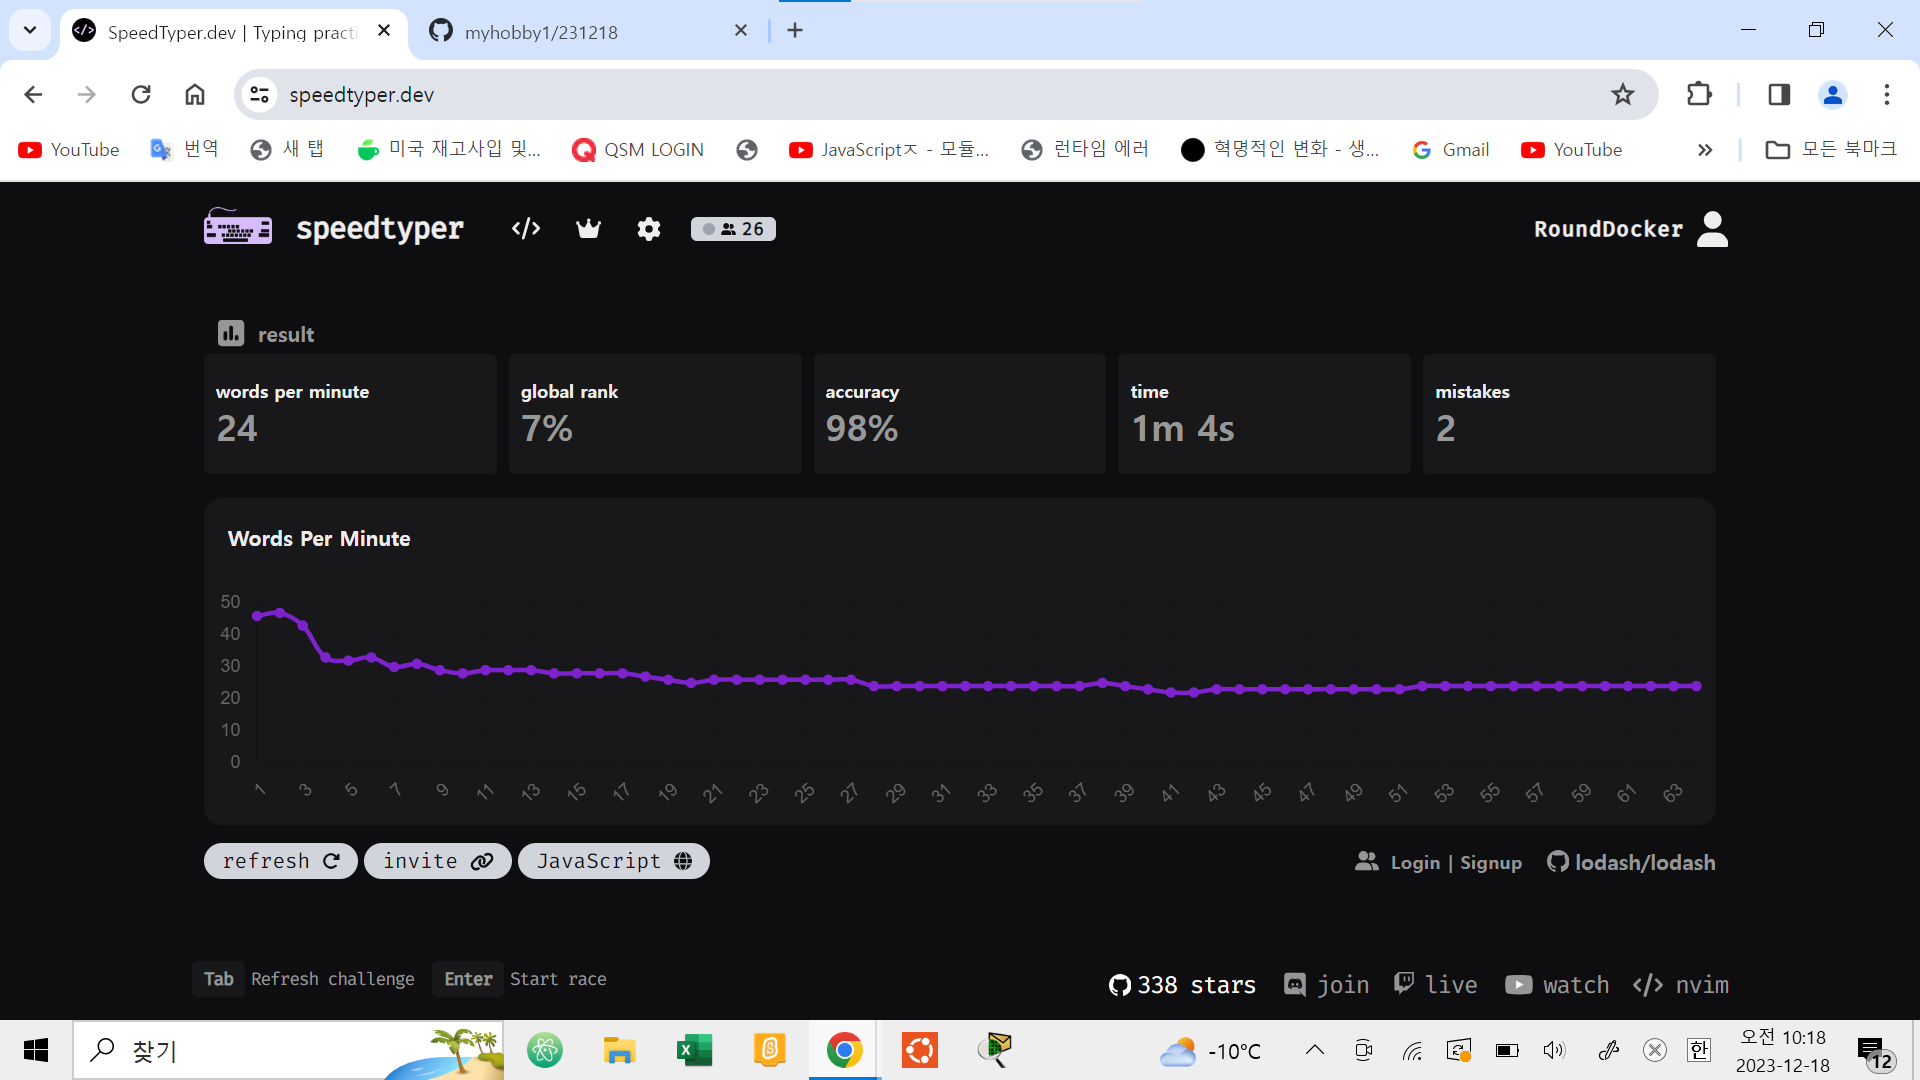 SpeedTyper.dev | Typing practi
myhobby1/231218
speedtyper.dev
YouTube
번역
새 탭
미국 재고사입 및...
QSM LOGIN
JavaScriptㅈ - 모듈...
런타임 에러
혁명적인 변화 - 생...
Gmail
YouTube
모든 북마크
speedtyper
26
RoundDocker
result
words per minute
24
global rank
7%
accuracy
98%
time
1m 4s
mistakes
2
Words Per Minute
50
40
30
20
10
0
1 3 5 7 9 11 13 15 17 19 21 23 25 27 29 31 33 35 37 39 41 43 45 47 49 51 53 55 57 59 61 63
refresh
invite
JavaScript
Login | Signup
lodash/lodash
Tab Refresh challenge
Enter Start race
338 stars
join
live
watch
nvim
찾기
-10°C
한
오전 10:18
2023-12-18
12